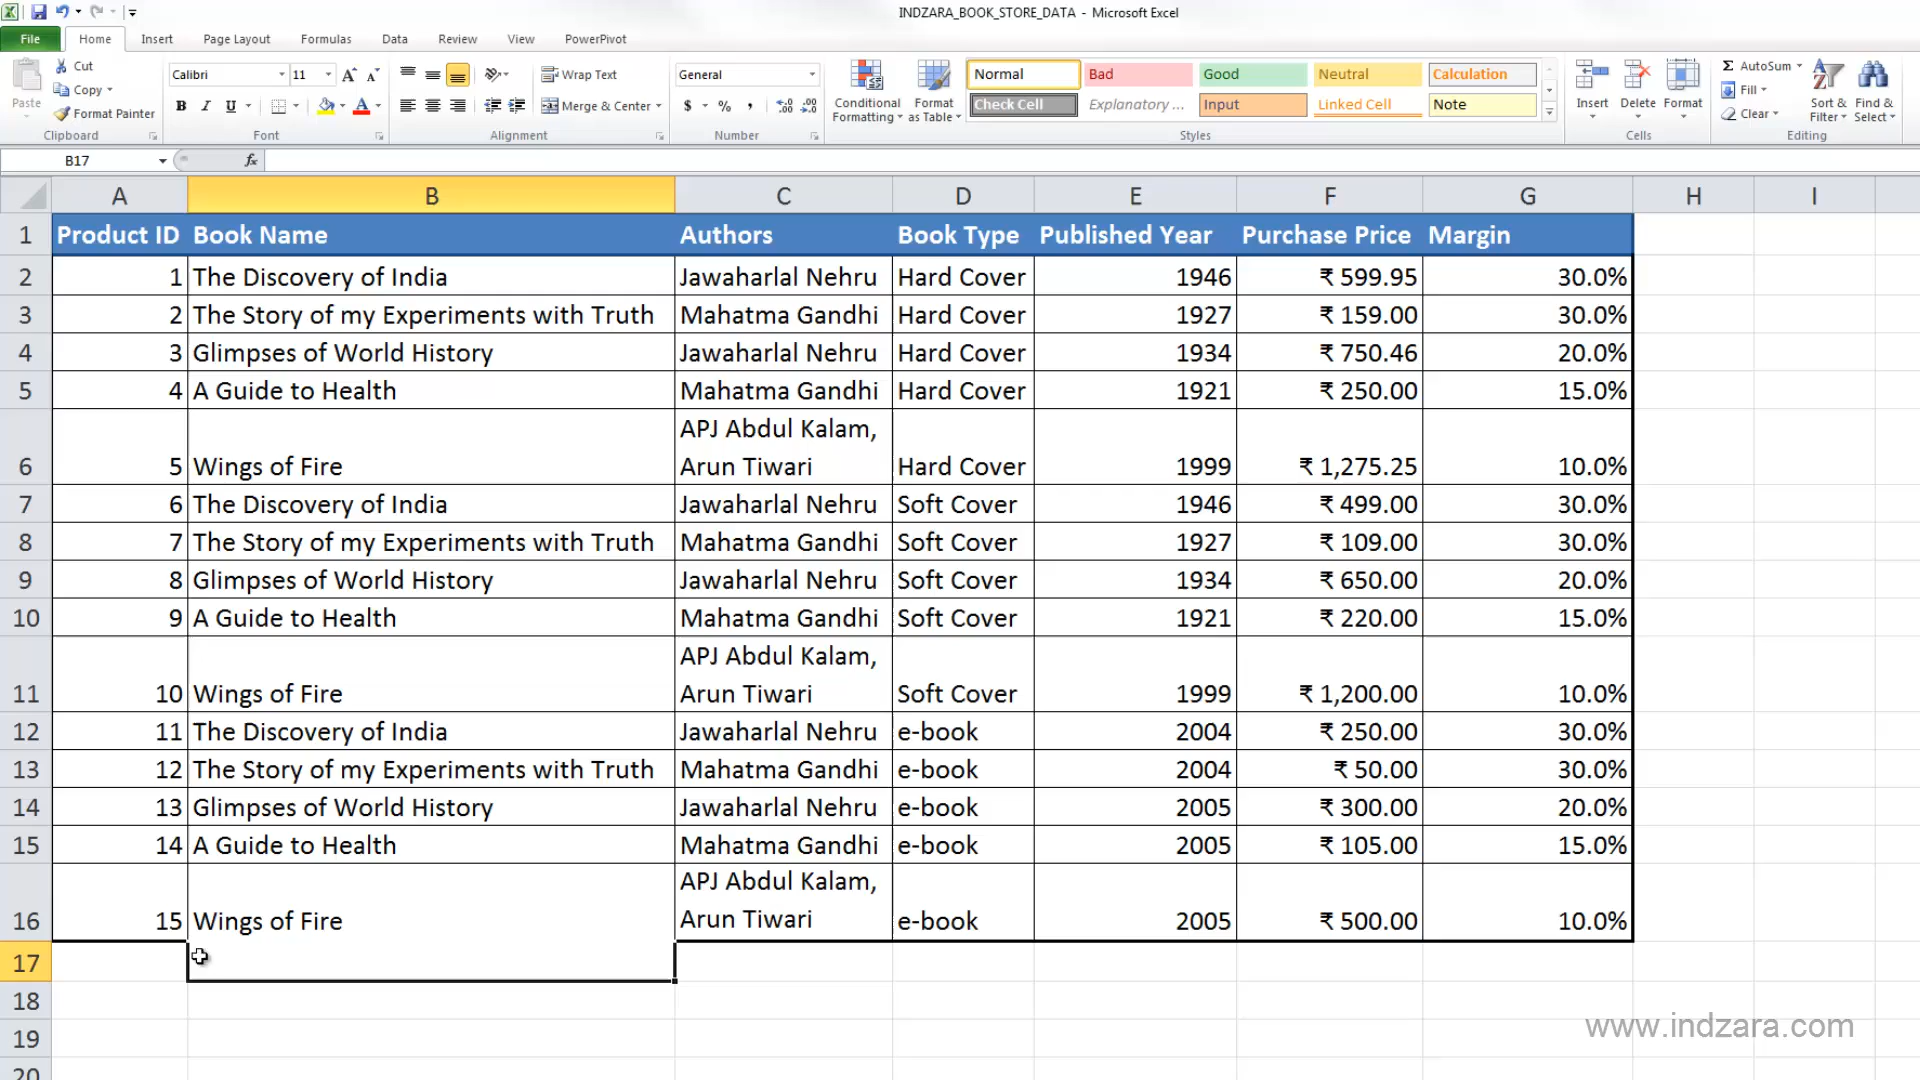 INDZARA_BOOK_STORE_DATA - Microsoft Excel
File Home Insert Page Layout Formulas Data Review View PowerPivot
Paste
Cut
Copy
Format Painter
Clipboard
Calibri 11
B I U
Font
Wrap Text
Merge & Center
Alignment
General
$ % ,
Number
Conditional Formatting
Format as Table
Normal Bad Good Neutral Calculation
Check Cell Explanatory ... Input Linked Cell Note
Styles
Insert Delete Format
Cells
Σ AutoSum
Fill
Clear
Sort & Filter
Find & Select
Editing
B17 fx
A B C D E F G H I
1 Product ID Book Name Authors Book Type Published Year Purchase Price Margin
2 1 The Discovery of India Jawaharlal Nehru Hard Cover 1946 ₹ 599.95 30.0%
3 2 The Story of my Experiments with Truth Mahatma Gandhi Hard Cover 1927 ₹ 159.00 30.0%
4 3 Glimpses of World History Jawaharlal Nehru Hard Cover 1934 ₹ 750.46 20.0%
5 4 A Guide to Health Mahatma Gandhi Hard Cover 1921 ₹ 250.00 15.0%
APJ Abdul Kalam,
6 5 Wings of Fire Arun Tiwari Hard Cover 1999 ₹ 1,275.25 10.0%
7 6 The Discovery of India Jawaharlal Nehru Soft Cover 1946 ₹ 499.00 30.0%
8 7 The Story of my Experiments with Truth Mahatma Gandhi Soft Cover 1927 ₹ 109.00 30.0%
9 8 Glimpses of World History Jawaharlal Nehru Soft Cover 1934 ₹ 650.00 20.0%
10 9 A Guide to Health Mahatma Gandhi Soft Cover 1921 ₹ 220.00 15.0%
APJ Abdul Kalam,
11 10 Wings of Fire Arun Tiwari Soft Cover 1999 ₹ 1,200.00 10.0%
12 11 The Discovery of India Jawaharlal Nehru e-book 2004 ₹ 250.00 30.0%
13 12 The Story of my Experiments with Truth Mahatma Gandhi e-book 2004 ₹ 50.00 30.0%
14 13 Glimpses of World History Jawaharlal Nehru e-book 2005 ₹ 300.00 20.0%
15 14 A Guide to Health Mahatma Gandhi e-book 2005 ₹ 105.00 15.0%
APJ Abdul Kalam,
16 15 Wings of Fire Arun Tiwari e-book 2005 ₹ 500.00 10.0%
17
18
www.indzara.com
19
20